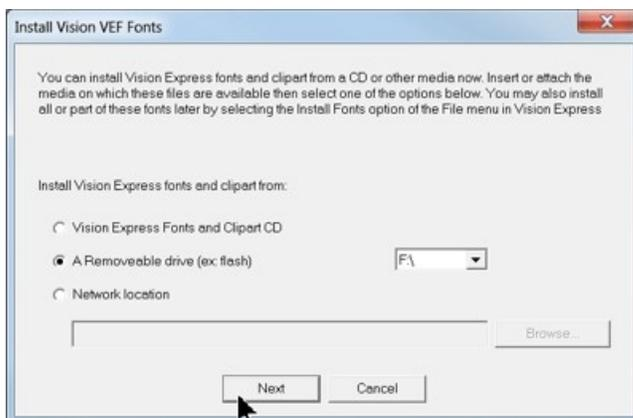 Install Vision VEF Fonts
You can install Vision Express fonts and clipart from a CD or other media now. Insert or attach the
media on which these files are available then select one of the options below. You may also install
all or part of these fonts later by selecting the Install Fonts option of the File menu in Vision Express
Install Vision Express fonts and clipart from:
Vision Express Fonts and Clipart CD
A Removeable drive (ex: flash) F:\
Network location
Browse...
Next Cancel